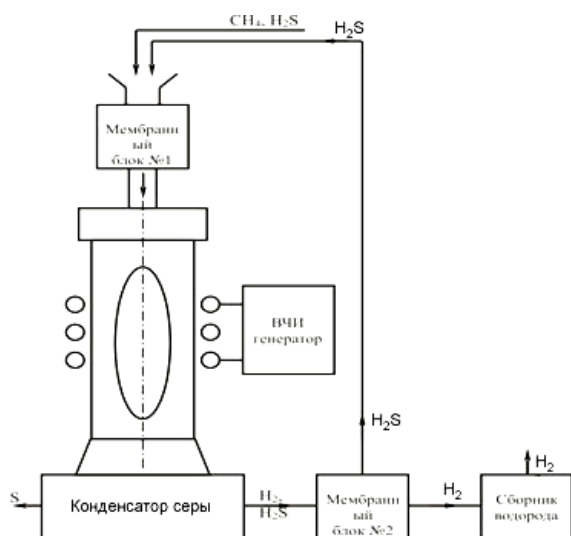 CH₄, H₂S
H₂S
Мембранн
ый
блок №1
ВЧИ
генератор
H₂S
S
Конденсатор серы
H₂,
H₂S
Мембранн
ый
блок №2
H₂
H₂
Сборник
водорода